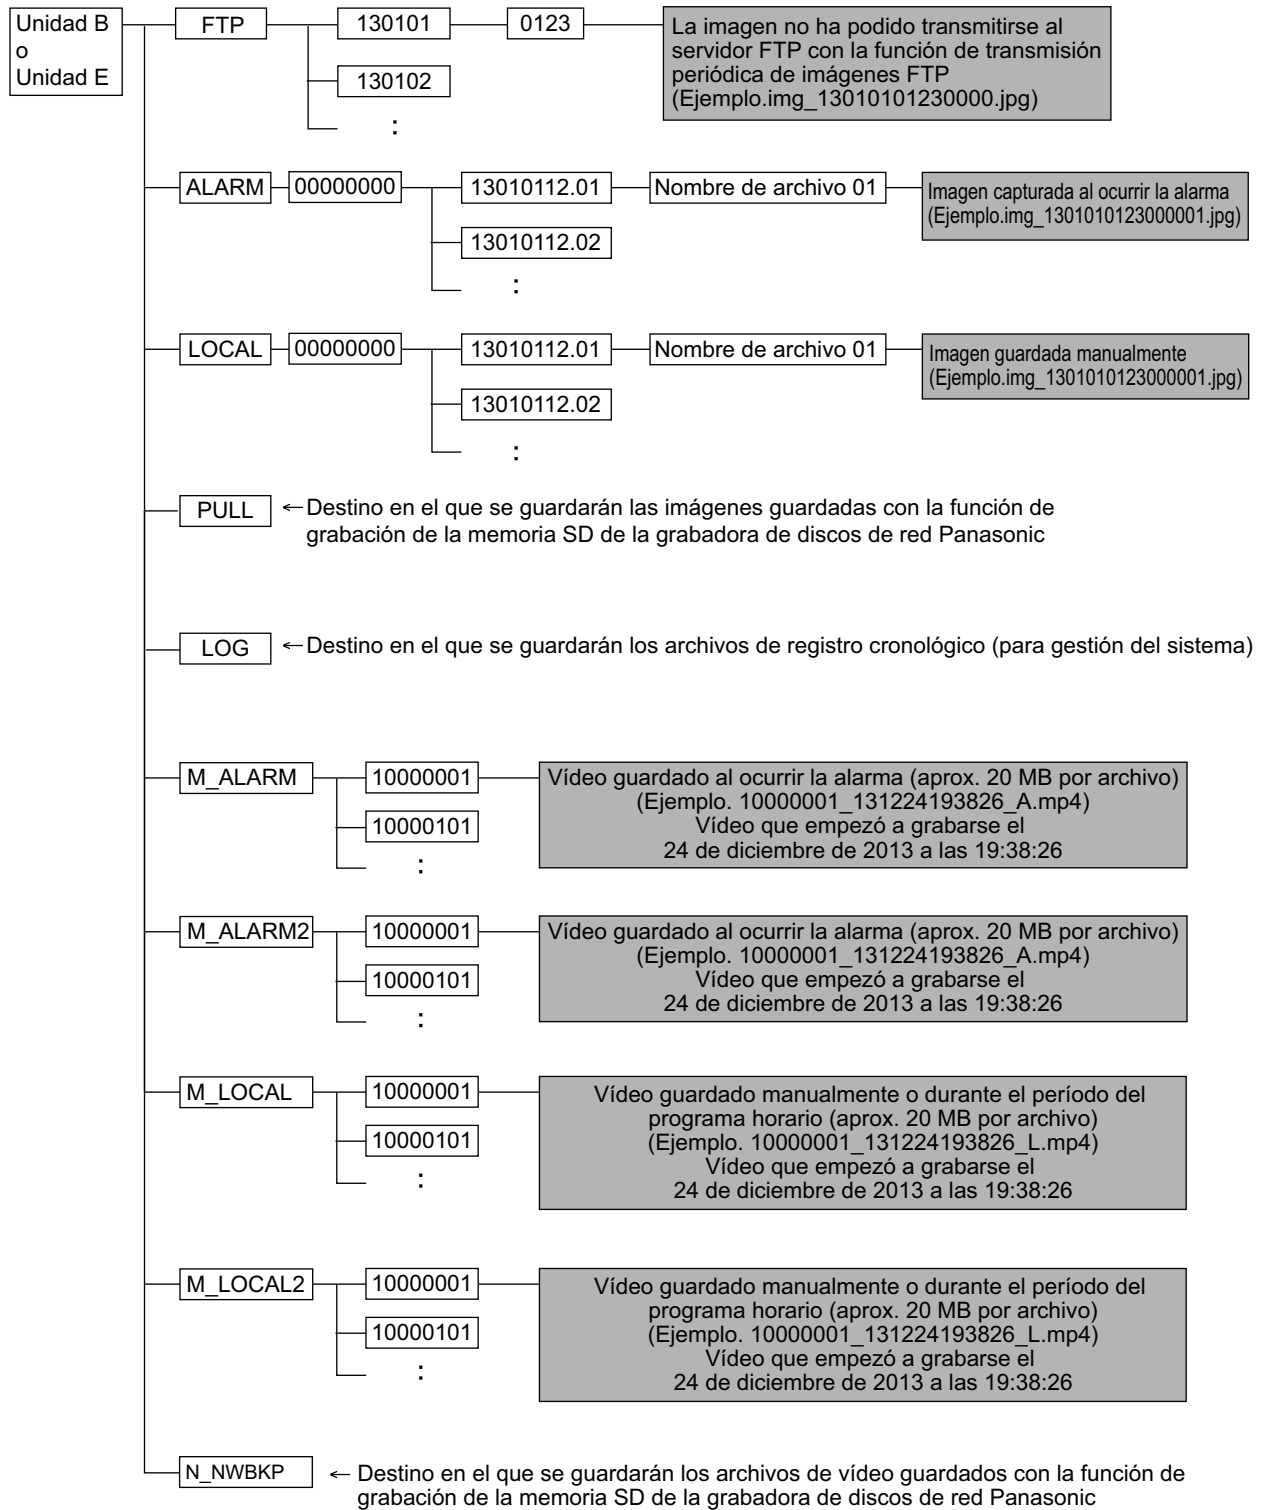 Unidad B
o
Unidad E
FTP
130101
0123
La imagen no ha podido transmitirse al
servidor FTP con la función de transmisión
periódica de imágenes FTP
(Ejemplo.img_13010101230000.jpg)
130102
:
ALARM
00000000
13010112.01
Nombre de archivo 01
Imagen capturada al ocurrir la alarma
(Ejemplo.img_1301010123000001.jpg)
13010112.02
:
LOCAL
00000000
13010112.01
Nombre de archivo 01
Imagen guardada manualmente
(Ejemplo.img_1301010123000001.jpg)
13010112.02
:
PULL
← Destino en el que se guardarán las imágenes guardadas con la función de
grabación de la memoria SD de la grabadora de discos de red Panasonic
LOG
← Destino en el que se guardarán los archivos de registro cronológico (para gestión del sistema)
M_ALARM
10000001
Vídeo guardado al ocurrir la alarma (aprox. 20 MB por archivo)
(Ejemplo. 10000001_131224193826_A.mp4)
Vídeo que empezó a grabarse el
24 de diciembre de 2013 a las 19:38:26
10000101
:
M_ALARM2
10000001
Vídeo guardado al ocurrir la alarma (aprox. 20 MB por archivo)
(Ejemplo. 10000001_131224193826_A.mp4)
Vídeo que empezó a grabarse el
24 de diciembre de 2013 a las 19:38:26
10000101
:
M_LOCAL
10000001
Vídeo guardado manualmente o durante el período del
programa horario (aprox. 20 MB por archivo)
(Ejemplo. 10000001_131224193826_L.mp4)
Vídeo que empezó a grabarse el
24 de diciembre de 2013 a las 19:38:26
10000101
:
M_LOCAL2
10000001
Vídeo guardado manualmente o durante el período del
programa horario (aprox. 20 MB por archivo)
(Ejemplo. 10000001_131224193826_L.mp4)
Vídeo que empezó a grabarse el
24 de diciembre de 2013 a las 19:38:26
10000101
:
N_NWBKP
← Destino en el que se guardarán los archivos de vídeo guardados con la función de
grabación de la memoria SD de la grabadora de discos de red Panasonic